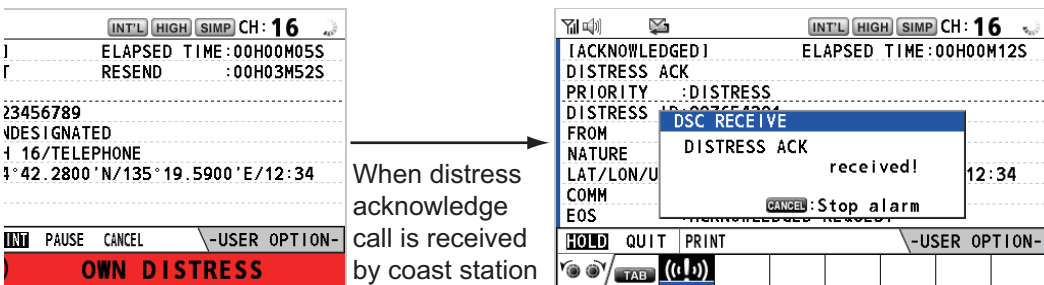 INT'L HIGH SIMP CH: 16
ELAPSED TIME:00H00M05S
RESEND :00H03M52S
23456789
NDESIGNATED
16/TELEPHONE
4°42.2800'N/135°19.5900'E/12:34
PAUSE CANCEL -USER OPTION-
OWN DISTRESS
When distress
acknowledge
call is received
by coast station
INT'L HIGH SIMP CH: 16
[ACKNOWLEDGED] ELAPSED TIME:00H00M12S
DISTRESS ACK
PRIORITY :DISTRESS
DISTRESS
FROM
NATURE
LAT/LON/U 12:34
COMM
EOS
DSC RECEIVE
DISTRESS ACK
received!
CANCEL :Stop alarm
HOLD QUIT PRINT -USER OPTION-
TAB